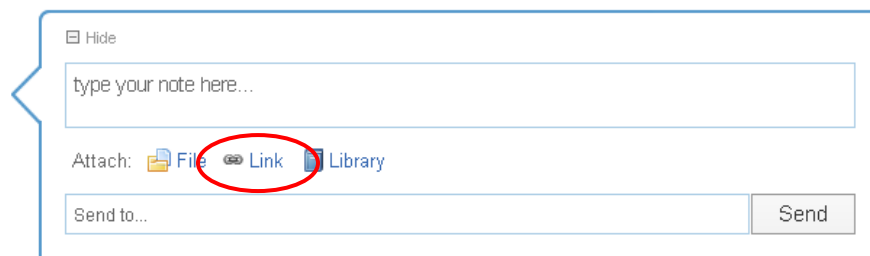 Hide
type your note here...
Attach: File Link Library
Send to... Send